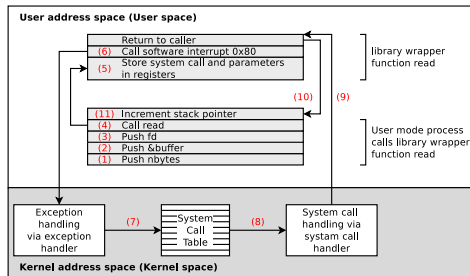 User address space (User space)
Return to caller
(6) Call software interrupt 0x80
(5) Store system call and parameters
in registers
library wrapper
function read
(10)
(9)
(11) Increment stack pointer
(4) Call read
(3) Push fd
(2) Push &buffer
(1) Push nbytes
User mode process
calls library wrapper
function read
Exception
handling
via exception
handler
(7)
System
Call
Table
(8)
System call
handling via
systam call
handler
Kernel address space (Kernel space)